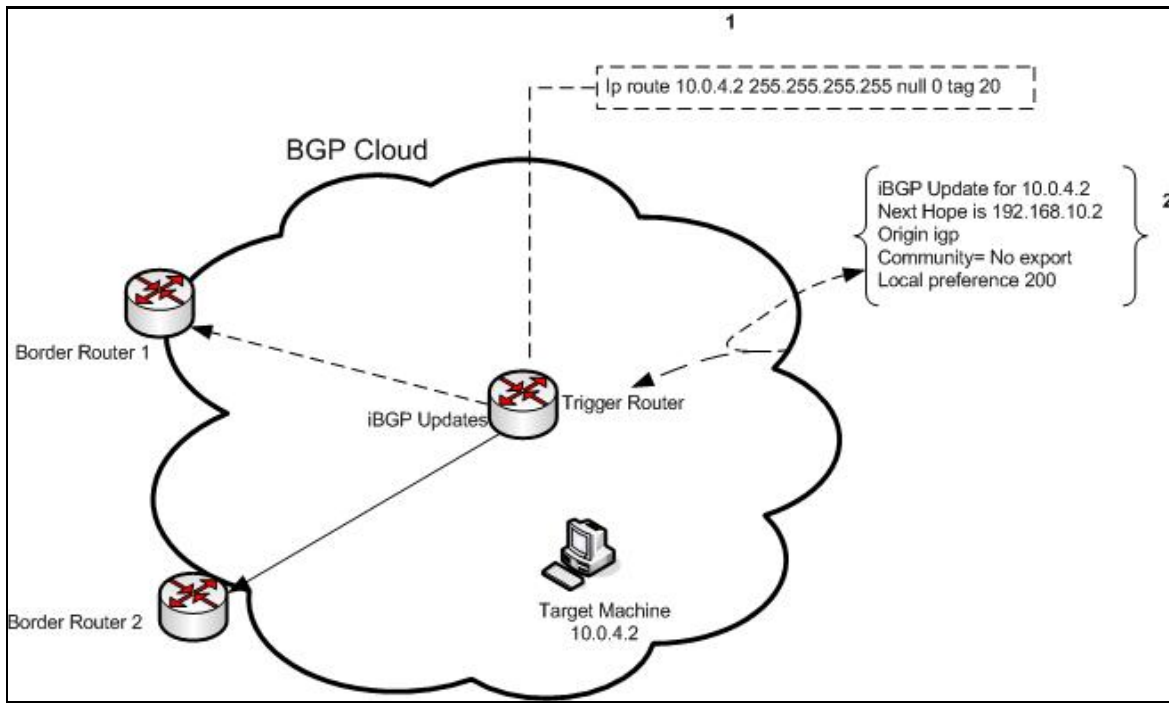 1
Ip route 10.0.4.2 255.255.255.255 null 0 tag 20
BGP Cloud
iBGP Update for 10.0.4.2
Next Hope is 192.168.10.2
Origin igp
Community= No export
Local preference 200
2
Border Router 1
Trigger Router
iBGP Updates
Border Router 2
Target Machine
10.0.4.2